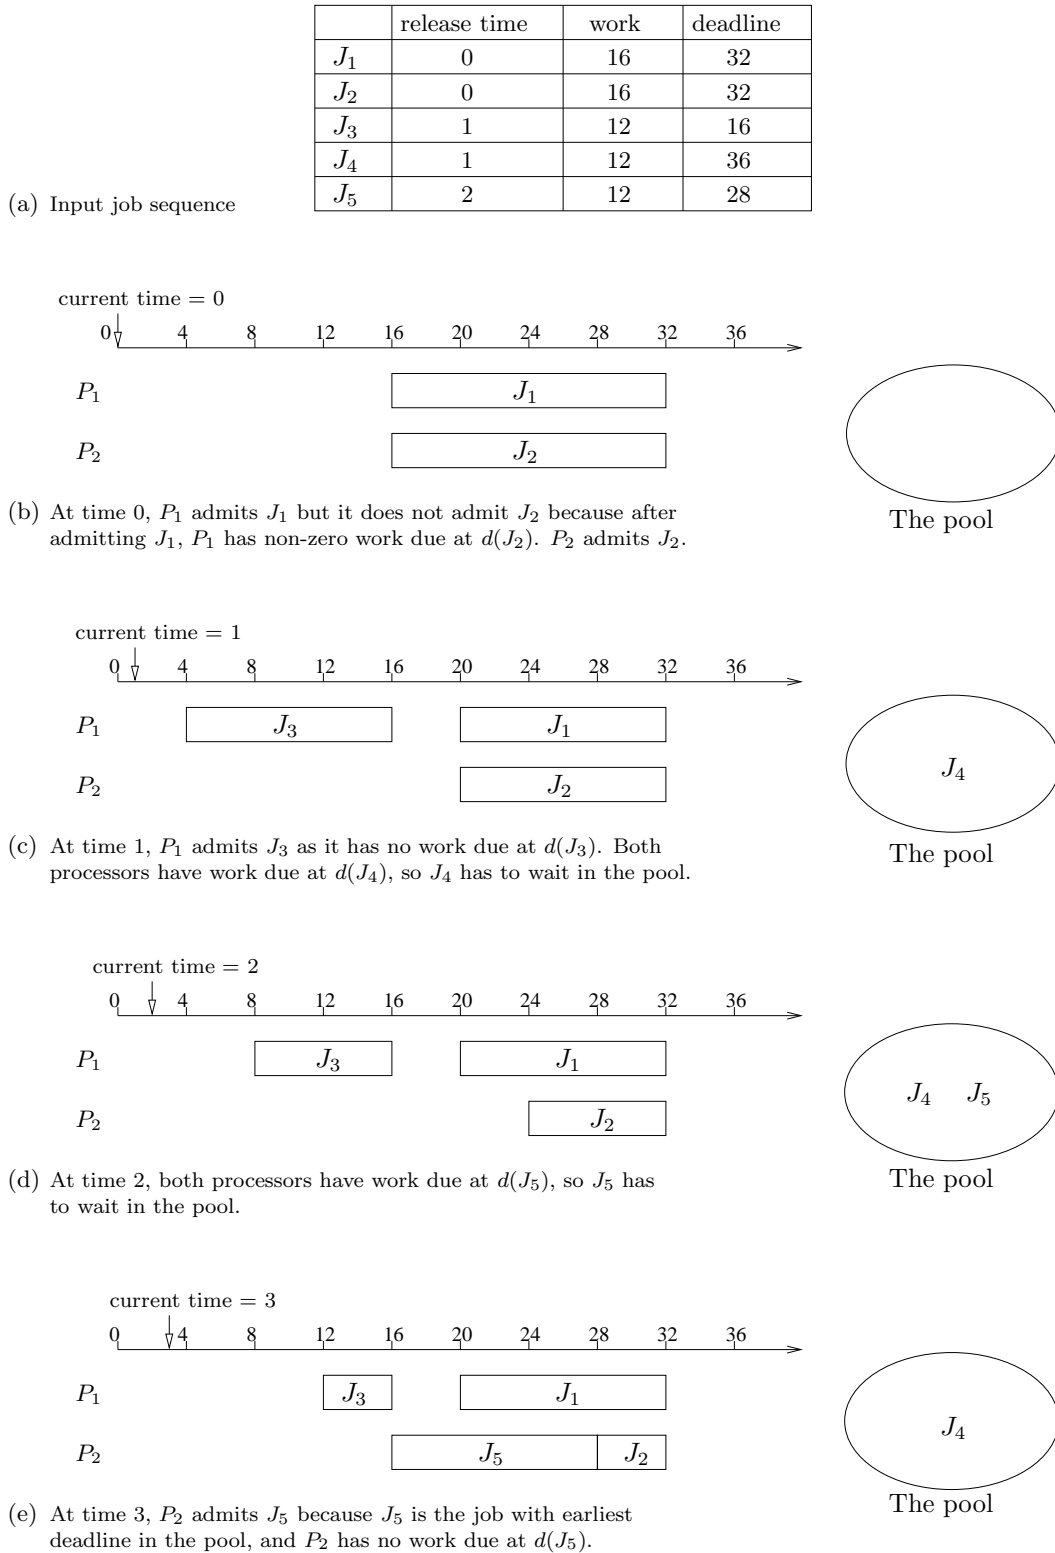 release time work deadline
J1 0 16 32
J2 0 16 32
J3 1 12 16
J4 1 12 36
J5 2 12 28
(a) Input job sequence
current time = 0
0 4 8 12 16 20 24 28 32 36
P1 J1
P2 J2
The pool
(b) At time 0, P1 admits J1 but it does not admit J2 because after
admitting J1, P1 has non-zero work due at d(J2). P2 admits J2.
current time = 1
0 4 8 12 16 20 24 28 32 36
P1 J3 J1
P2 J2
J4
The pool
(c) At time 1, P1 admits J3 as it has no work due at d(J3). Both
processors have work due at d(J4), so J4 has to wait in the pool.
current time = 2
0 4 8 12 16 20 24 28 32 36
P1 J3 J1
P2 J2
J4 J5
The pool
(d) At time 2, both processors have work due at d(J5), so J5 has
to wait in the pool.
current time = 3
0 4 8 12 16 20 24 28 32 36
P1 J3 J1
P2 J5 J2
J4
The pool
(e) At time 3, P2 admits J5 because J5 is the job with earliest
deadline in the pool, and P2 has no work due at d(J5).